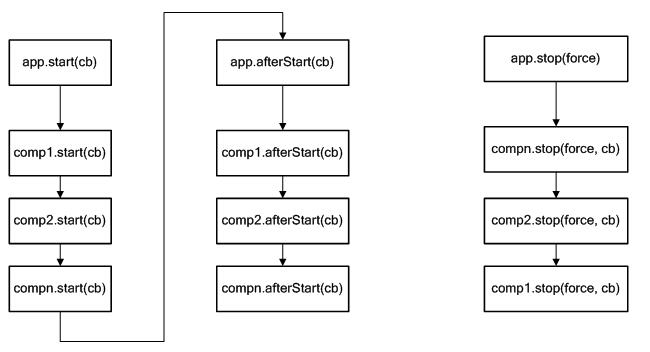 app.start(cb)
comp1.start(cb)
comp2.start(cb)
compn.start(cb)
app.afterStart(cb)
comp1.afterStart(cb)
comp2.afterStart(cb)
compn.afterStart(cb)
app.stop(force)
compn.stop(force, cb)
comp2.stop(force, cb)
comp1.stop(force, cb)